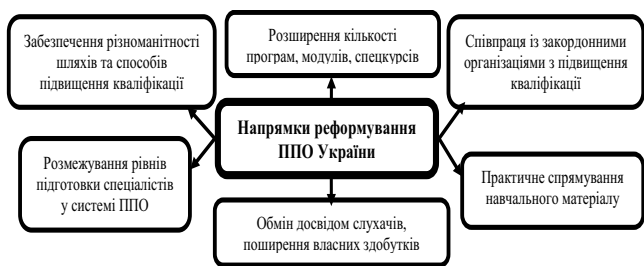 Забезпечення різноманітності
шляхів та способів
підвищення кваліфікації
Розширення кількості
програм, модулів, спецкурсів
Співпраця із закордонними
організаціями з підвищення
кваліфікації
Напрямки реформування
ППО України
Розмежування рівнів
підготовки спеціалістів
у системі ППО
Обмін досвідом слухачів,
поширення власних здобутків
Практичне спрямування
навчального матеріалу